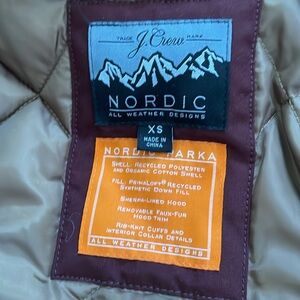 TRADE J.Crew MARK
NORDIC
ALL WEATHER DESIGNS
XS
MADE IN
CHINA
NORDIC PARKA
SHELL: RECYCLED POLYESTER
AND ORGANIC COTTON SHELL
FILL: PRIMALOFT® RECYCLED
SYNTHETIC DOWN FILL
SHERPA-LINED HOOD
REMOVABLE FAUX-FUR
HOOD TRIM
RIB-KNIT CUFFS AND
INTERIOR COLLAR DETAILS
ALL WEATHER DESIGNS